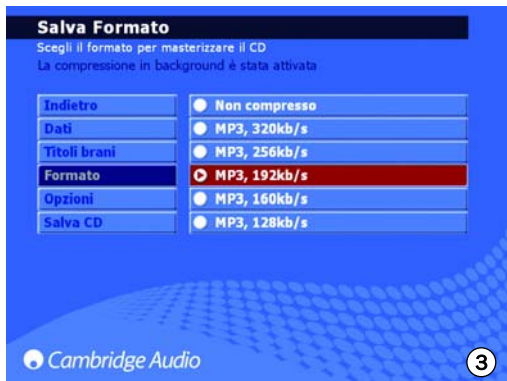 Salva Formato
Scegli il formato per masterizzare il CD
La compressione in background è stata attivata
Indietro
Dati
Titoli brani
Formato
Opzioni
Salva CD
Non compresso
MP3, 320kb/s
MP3, 256kb/s
MP3, 192kb/s
MP3, 160kb/s
MP3, 128kb/s
Cambridge Audio
3